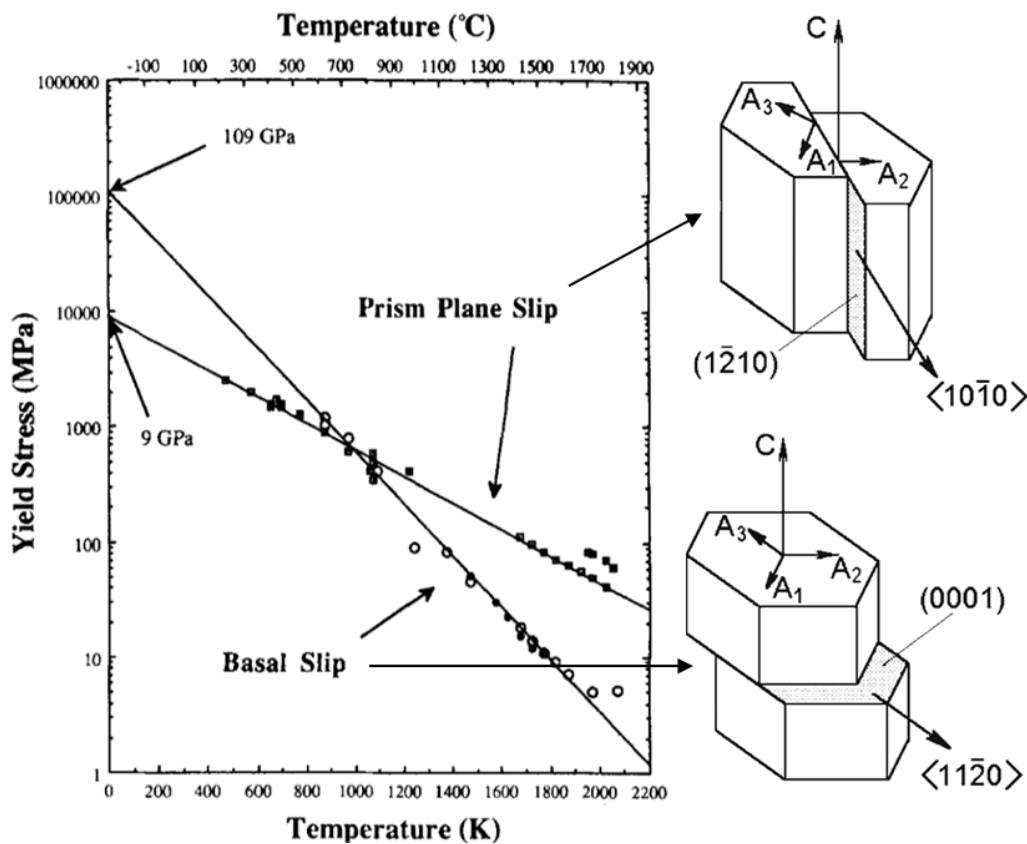 Temperature (°C)
-100 100 300 500 700 900 1100 1300 1500 1700 1900
1000000
100000
10000
1000
100
10
1
Yield Stress (MPa)
109 GPa
9 GPa
Prism Plane Slip
Basal Slip
0 200 400 600 800 1000 1200 1400 1600 1800 2000 2200
Temperature (K)
C
A3
A1
A2
(12̅10)
⟨101̅0⟩
C
A3
A1
A2
(0001)
⟨112̅0⟩